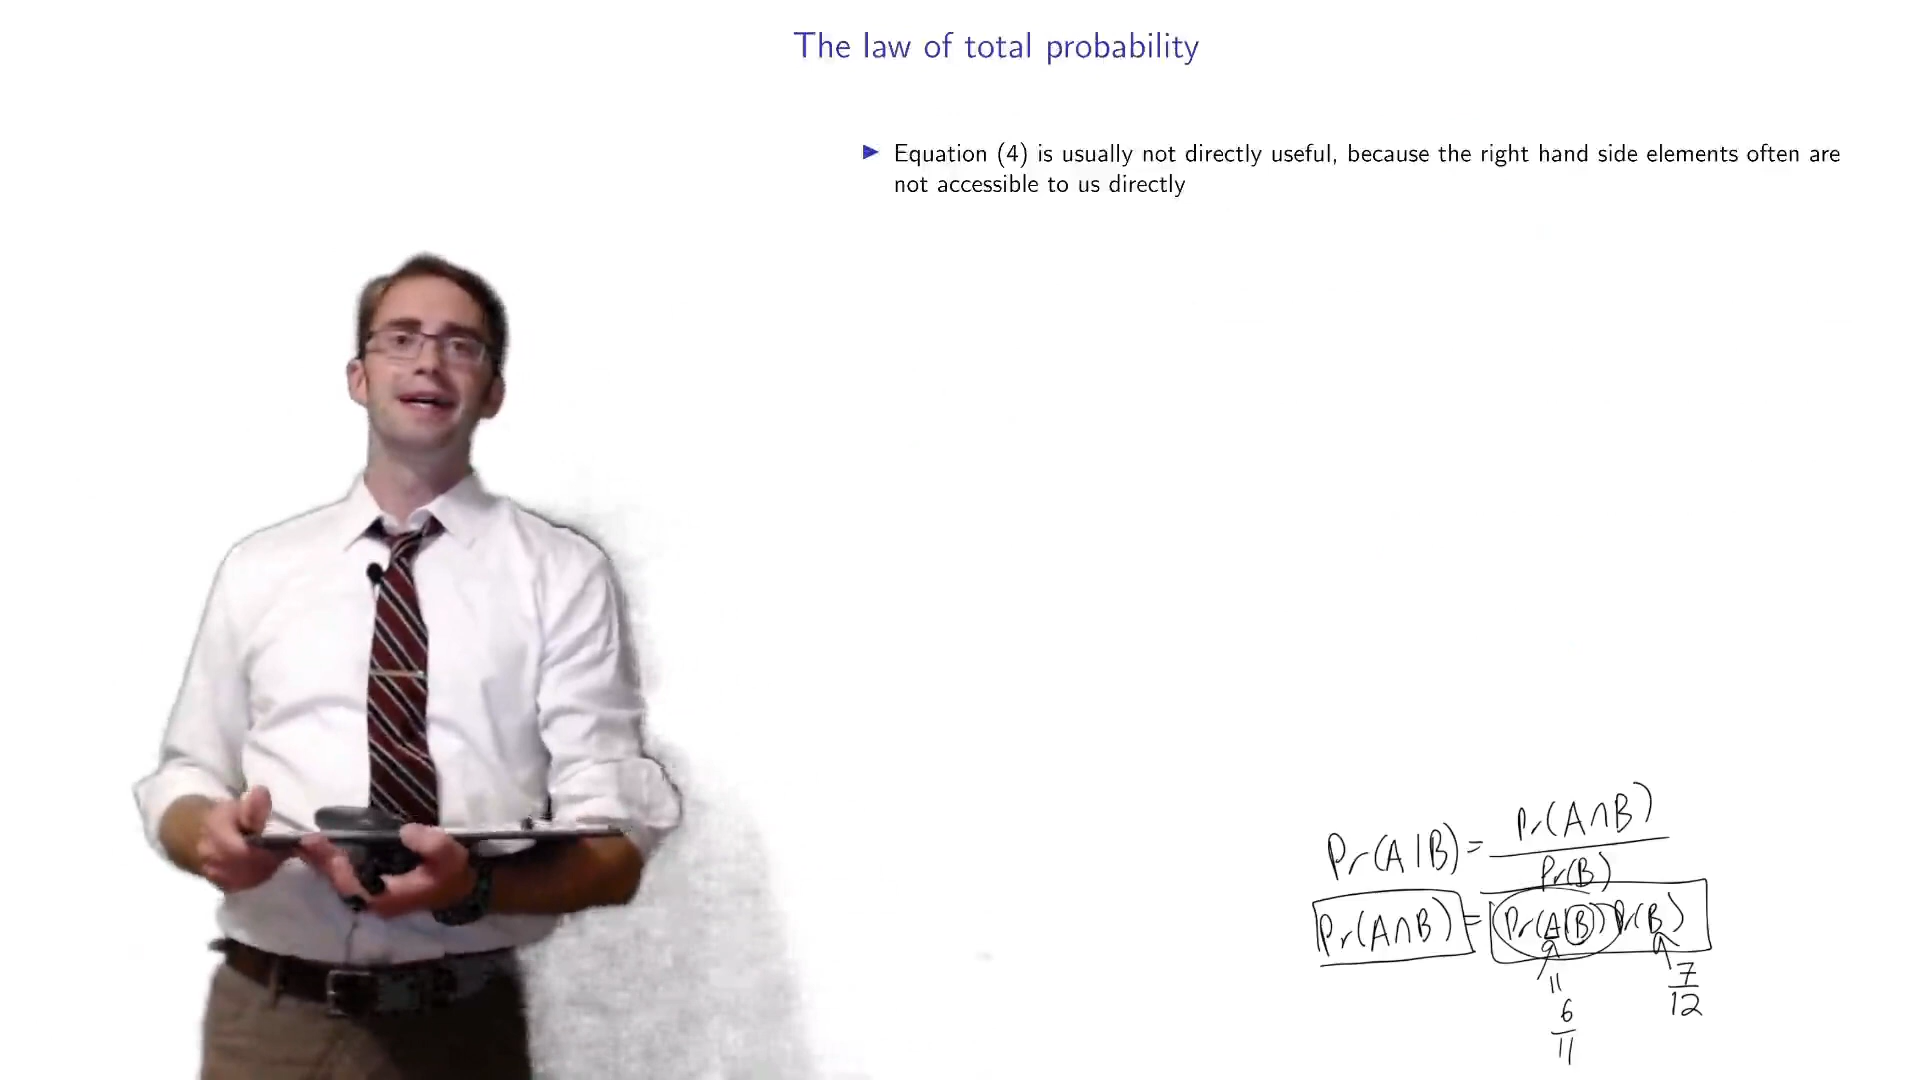 The law of total probability
▶ Equation (4) is usually not directly useful, because the right hand side elements often are
not accessible to us directly
Pr(A|B) = Pr(A∩B) / Pr(B)
Pr(A∩B) = Pr(A|B) Pr(B)
11
7/12
6/11